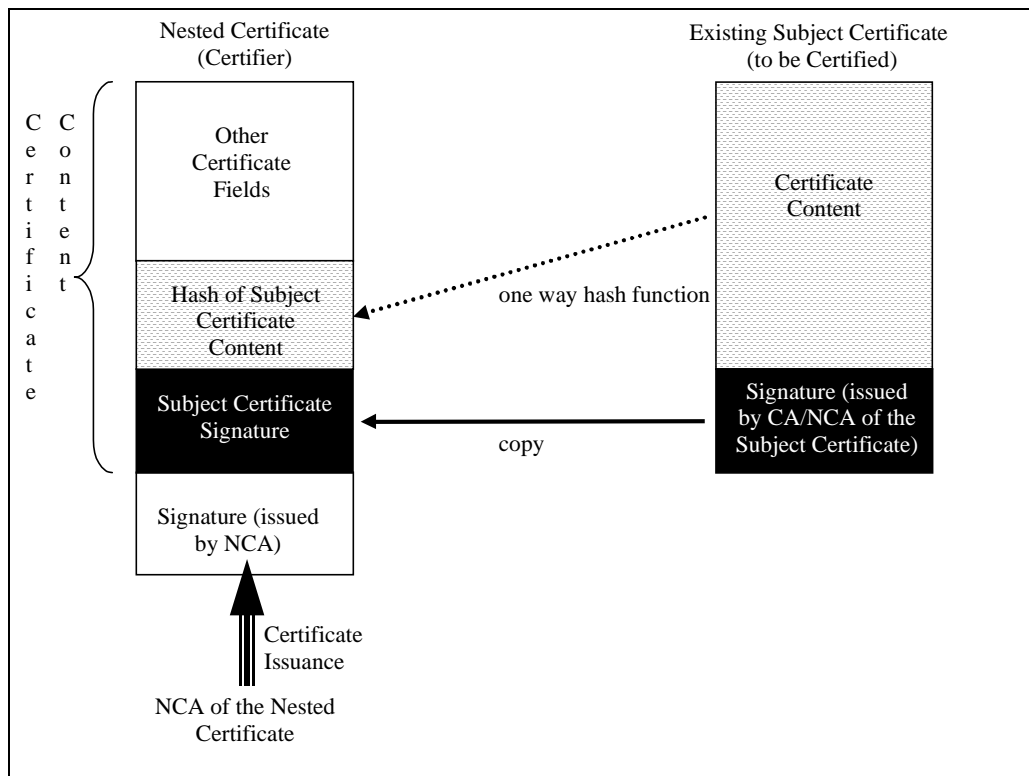 Nested Certificate
(Certifier)
Existing Subject Certificate
(to be Certified)
Certificate
Content
Other
Certificate
Fields
Certificate
Content
one way hash function
Hash of Subject
Certificate
Content
Subject Certificate
Signature
copy
Signature (issued
by CA/NCA of the
Subject Certificate)
Signature (issued
by NCA)
Certificate
Issuance
NCA of the Nested
Certificate